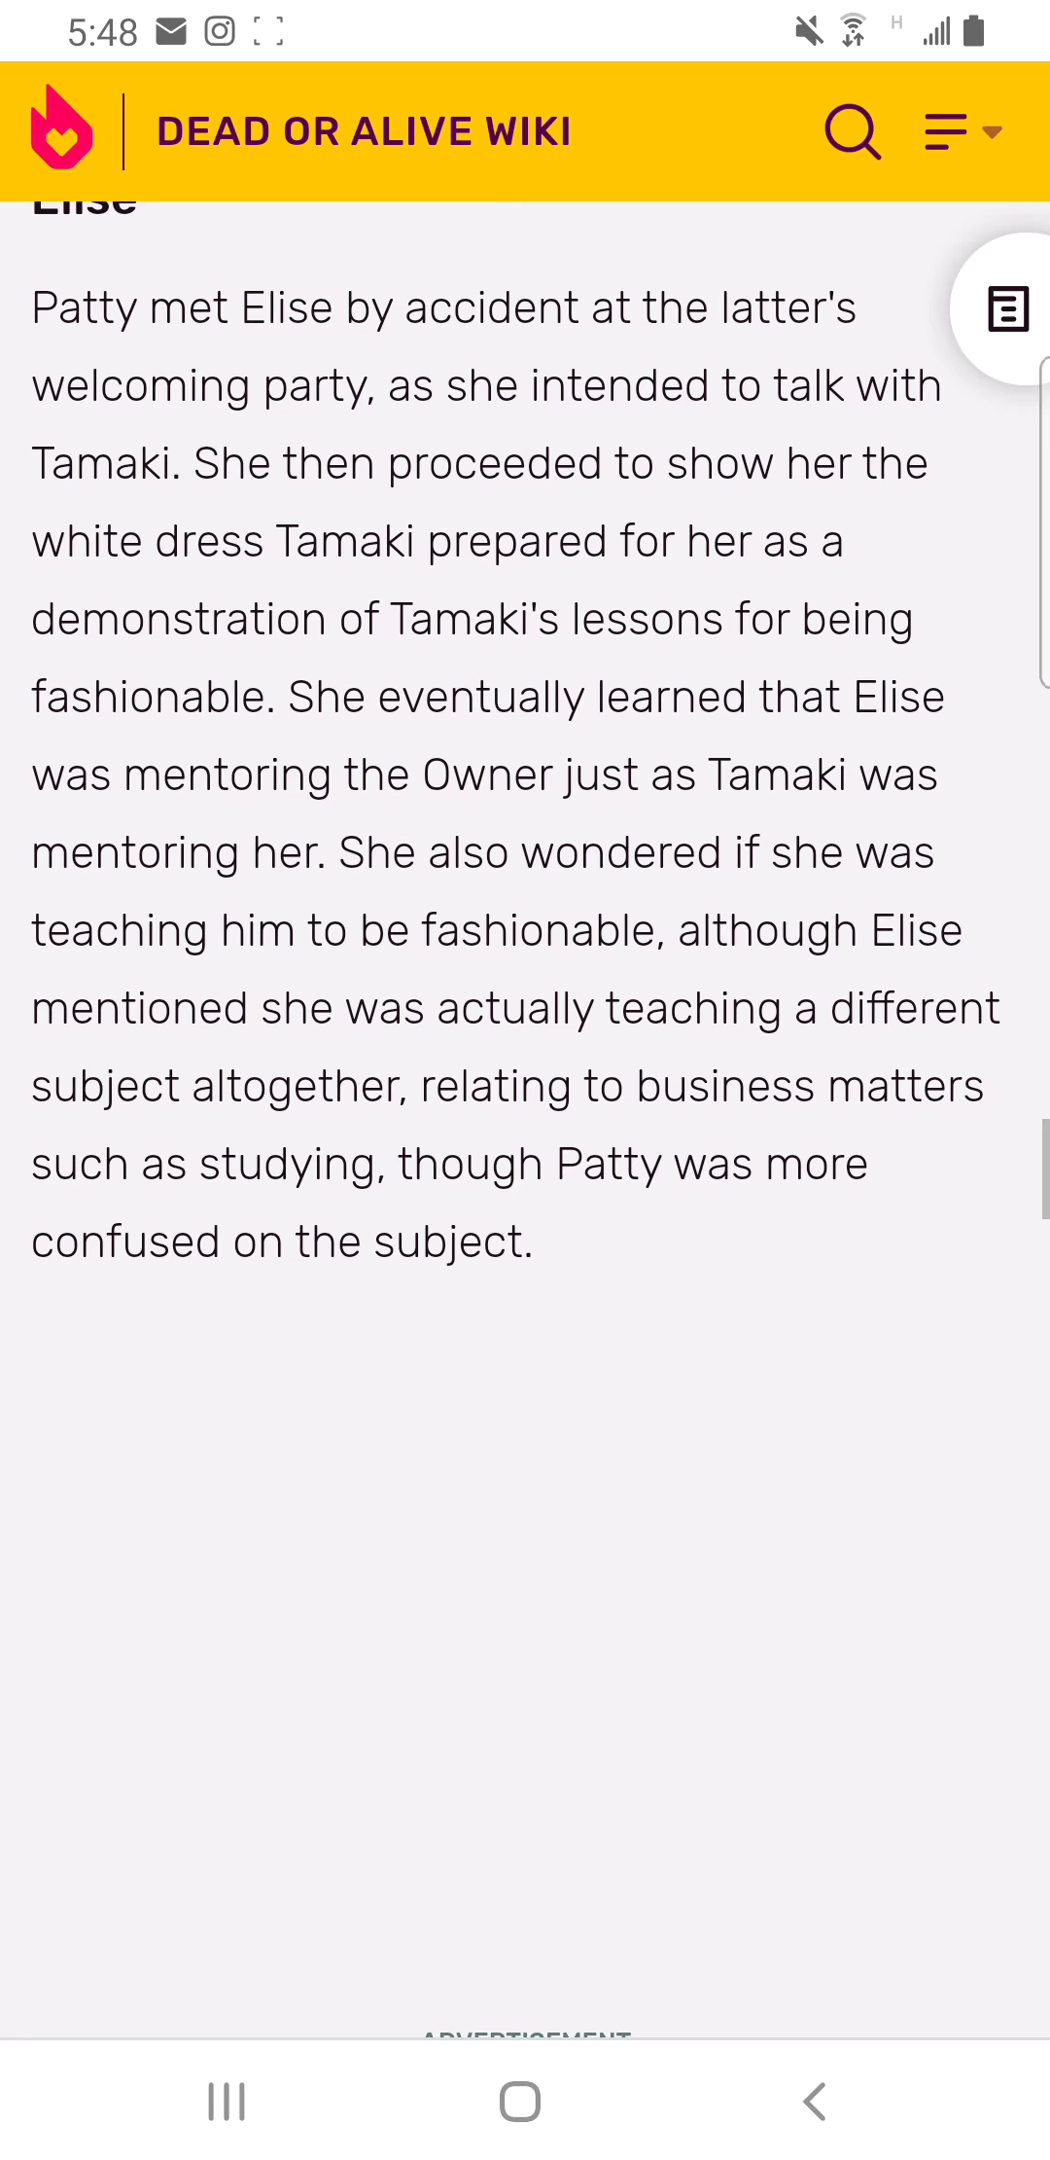 5:48
H
DEAD OR ALIVE WIKI
Elise
Patty met Elise by accident at the latter's
welcoming party, as she intended to talk with
Tamaki. She then proceeded to show her the
white dress Tamaki prepared for her as a
demonstration of Tamaki's lessons for being
fashionable. She eventually learned that Elise
was mentoring the Owner just as Tamaki was
mentoring her. She also wondered if she was
teaching him to be fashionable, although Elise
mentioned she was actually teaching a different
subject altogether, relating to business matters
such as studying, though Patty was more
confused on the subject.
ADVERTISEMENT